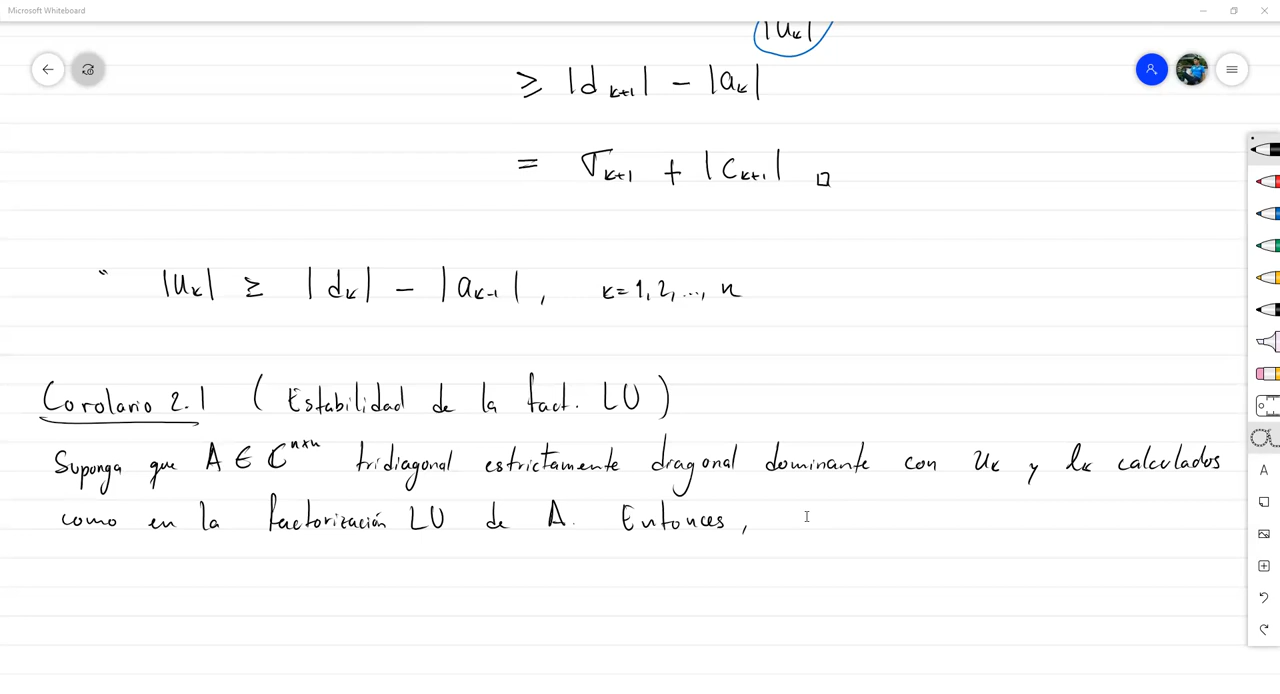 Microsoft Whiteboard
|u_k|
≥ |d_{k+1}| - |a_k|
= σ_{k+1} + |c_{k+1}| □
|u_k| ≥ |d_k| - |a_{k-1}|, k=1,2,..., n
Corolario 2.1 (Estabilidad de la fact. LU)
Suponga que A ∈ ℂ^{n×n} tridiagonal estrictamente diagonal dominante con u_k y l_k calculados
como en la factorización LU de A. Entonces,
A